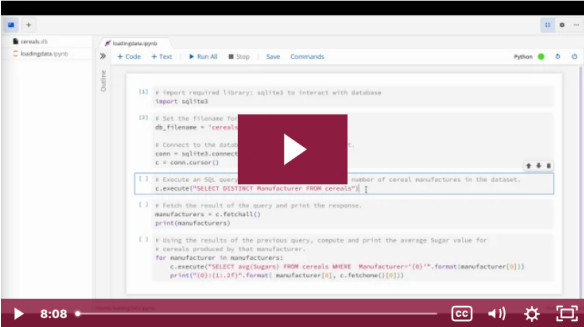 cereals.db
loadingdata.ipynb
loadingdata.ipynb
+ Code + Text Run All Stop Save Commands Python
Outline
[1] # import required library: sqlite3 to interact with database
import sqlite3
[2] # Set the filename for
db_filename = 'cereals
# Connect to the datab
conn = sqlite3.connect
c = conn.cursor()
[ ] # Execute an SQL query number of cereal manufactures in the dataset.
c.execute("SELECT DISTINCT Manufacturer FROM cereals")
[ ] # Fetch the result of the query and print the response.
manufacturers = c.fetchall()
print(manufacturers)
[ ] # Using the results of the previous query, compute and print the average Sugar value for
# cereals produced by that manufacturer.
for manufacturer in manufacturers:
c.execute("SELECT avg(Sugars) FROM cereals WHERE Manufacturer='{0}'".format(manufacturer[0]))
print("{0}:{1:.2f}".format( manufacturer[0], c.fetchone()[0]))
8:08 CC